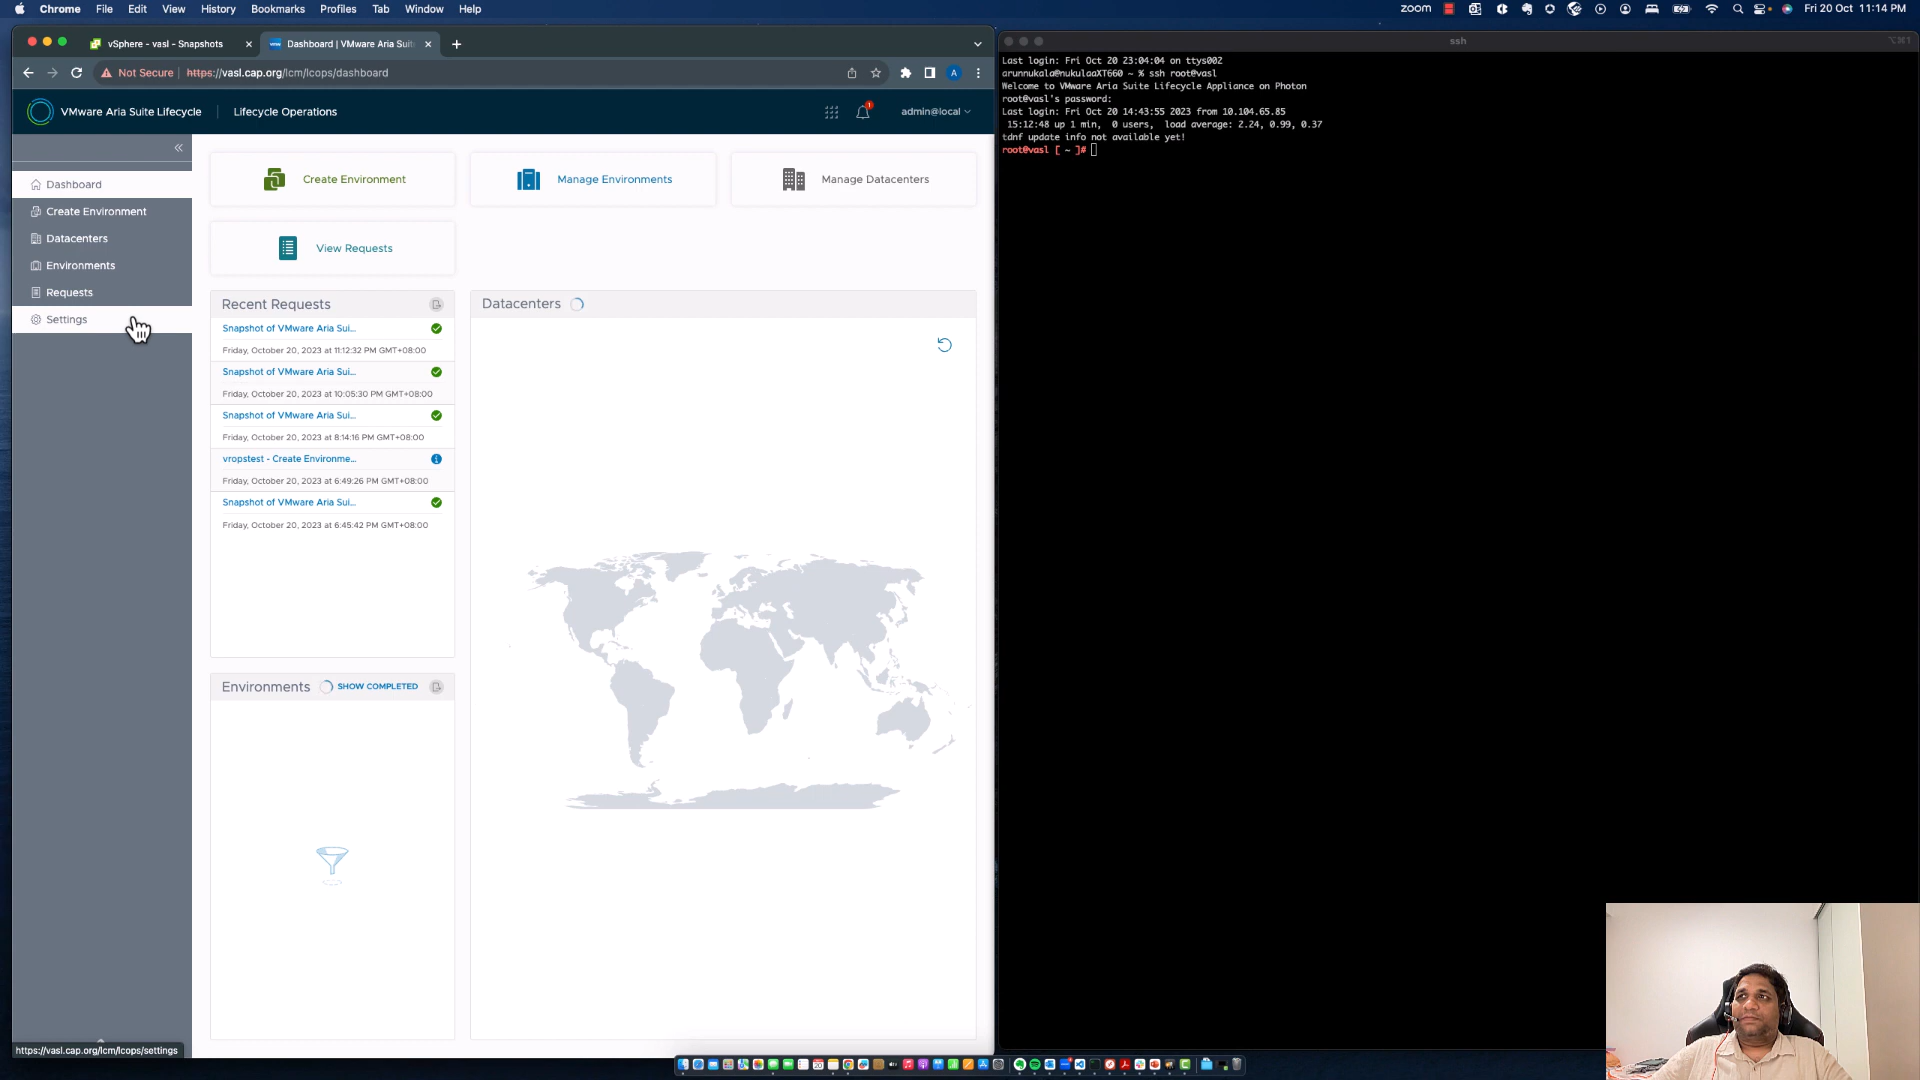 Chrome File Edit View History Bookmarks Profiles Tab Window Help
zoom
Fri 20 Oct 11:14 PM
vSphere - vasl - Snapshots
Dashboard | VMware Aria Suit
Not Secure https://vasl.cap.org/lcm/lcops/dashboard
A
VMware Aria Suite Lifecycle
Lifecycle Operations
1
admin@local
Dashboard
Create Environment
Datacenters
Environments
Requests
Settings
Create Environment
Manage Environments
Manage Datacenters
View Requests
Recent Requests
Snapshot of VMware Aria Sui...
Friday, October 20, 2023 at 11:12:32 PM GMT+08:00
Snapshot of VMware Aria Sui...
Friday, October 20, 2023 at 10:05:30 PM GMT+08:00
Snapshot of VMware Aria Sui...
Friday, October 20, 2023 at 8:14:16 PM GMT+08:00
vropstest - Create Environme...
Friday, October 20, 2023 at 6:49:26 PM GMT+08:00
Snapshot of VMware Aria Sui...
Friday, October 20, 2023 at 6:45:42 PM GMT+08:00
Datacenters
Environments
SHOW COMPLETED
https://vasl.cap.org/lcm/lcops/settings
ssh
Last login: Fri Oct 20 23:04:04 on ttys002
arunnukala@nukulaaXT660 ~ % ssh root@vasl
Welcome to VMware Aria Suite Lifecycle Appliance on Photon
root@vasl's password:
Last login: Fri Oct 20 14:43:55 2023 from 10.104.65.85
15:12:48 up 1 min, 0 users, load average: 2.24, 0.99, 0.37
tdnf update info not available yet!
root@vasl [ ~ ]#